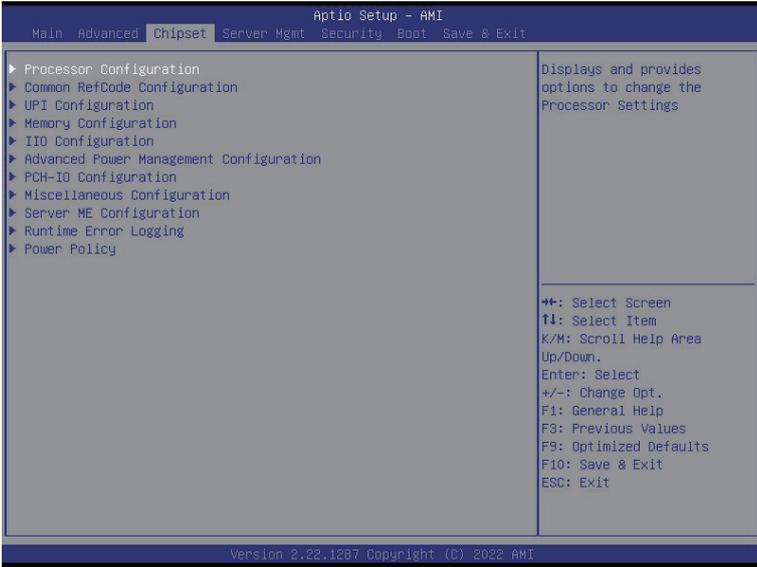 Aptio Setup – AMI
Main Advanced Chipset Server Mgmt Security Boot Save & Exit
Processor Configuration
Common RefCode Configuration
UPI Configuration
Memory Configuration
IIO Configuration
Advanced Power Management Configuration
PCH-IO Configuration
Miscellaneous Configuration
Server ME Configuration
Runtime Error Logging
Power Policy
Displays and provides
options to change the
Processor Settings
→←: Select Screen
↑↓: Select Item
K/M: Scroll Help Area
Up/Down.
Enter: Select
+/-: Change Opt.
F1: General Help
F3: Previous Values
F9: Optimized Defaults
F10: Save & Exit
ESC: Exit
Version 2.22.1287 Copyright (C) 2022 AMI